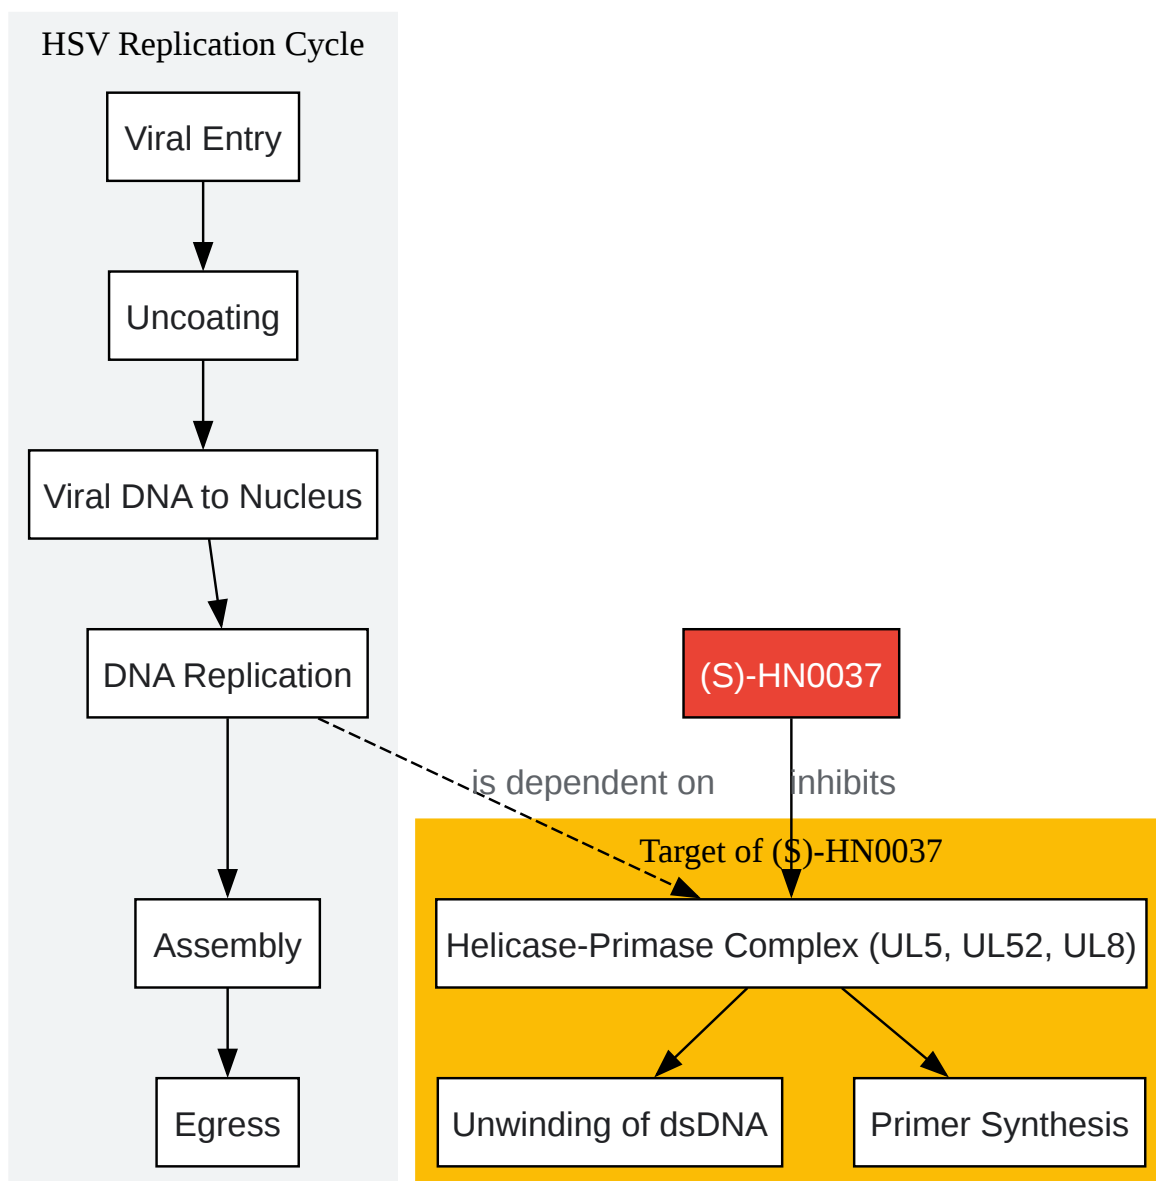 HSV Replication Cycle
Viral Entry
Uncoating
Viral DNA to Nucleus
DNA Replication
(S)-HN0037
is dependent on
inhibits
Target of (S)-HN0037
Assembly
Helicase-Primase Complex (UL5, UL52, UL8)
Egress
Unwinding of dsDNA
Primer Synthesis